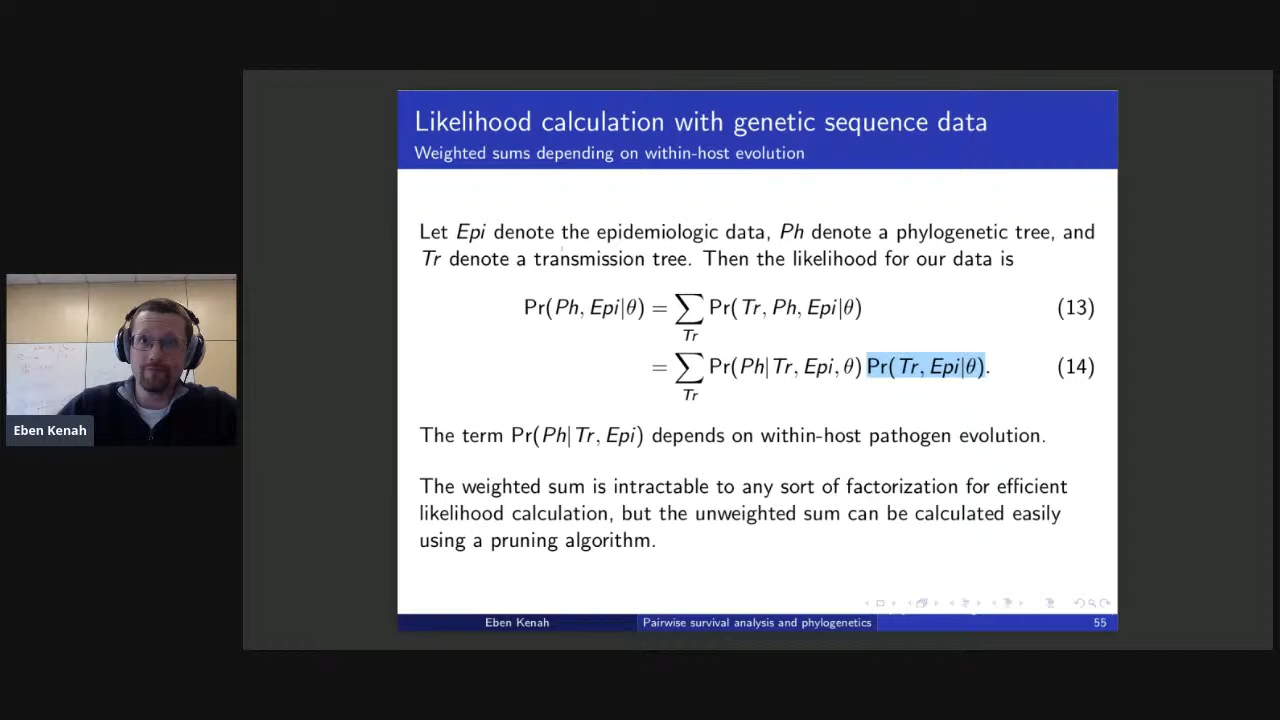 Likelihood calculation with genetic sequence data
Weighted sums depending on within-host evolution
Let Epi denote the epidemiologic data, Ph denote a phylogenetic tree, and
Tr denote a transmission tree. Then the likelihood for our data is
Pr(Ph, Epi|θ) = ∑ Pr(Tr, Ph, Epi|θ) (13)
Tr
= ∑ Pr(Ph|Tr, Epi, θ) Pr(Tr, Epi|θ). (14)
Tr
The term Pr(Ph|Tr, Epi) depends on within-host pathogen evolution.
The weighted sum is intractable to any sort of factorization for efficient
likelihood calculation, but the unweighted sum can be calculated easily
using a pruning algorithm.
Eben Kenah
Eben Kenah Pairwise survival analysis and phylogenetics 55